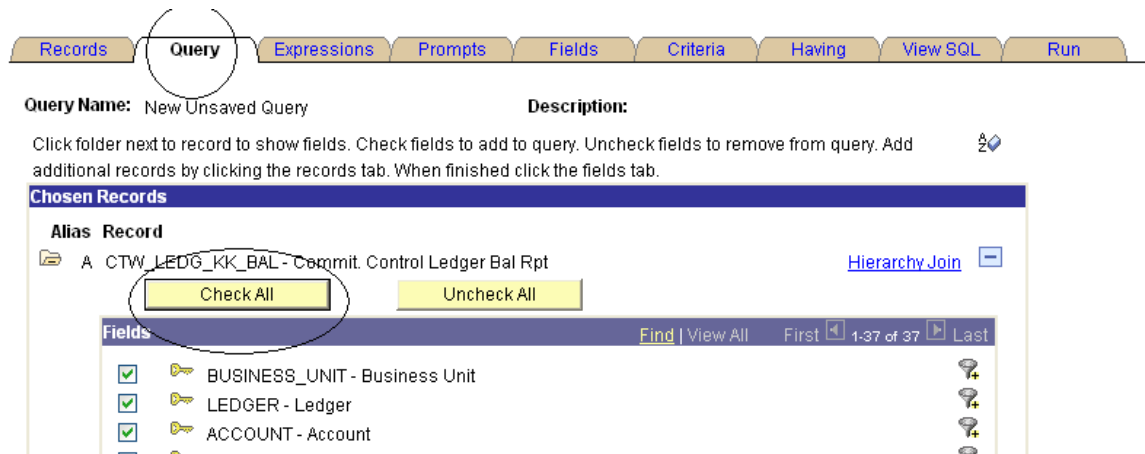 Records Query Expressions Prompts Fields Criteria Having View SQL Run
Query Name: New Unsaved Query Description:
Click folder next to record to show fields. Check fields to add to query. Uncheck fields to remove from query. Add
additional records by clicking the records tab. When finished click the fields tab.
A
Z
Chosen Records
Alias Record
A CTW_LEDG_KK_BAL - Commit. Control Ledger Bal Rpt Hierarchy Join
Check All Uncheck All
Fields Find | View All First 1-37 of 37 Last
BUSINESS_UNIT - Business Unit
LEDGER - Ledger
ACCOUNT - Account